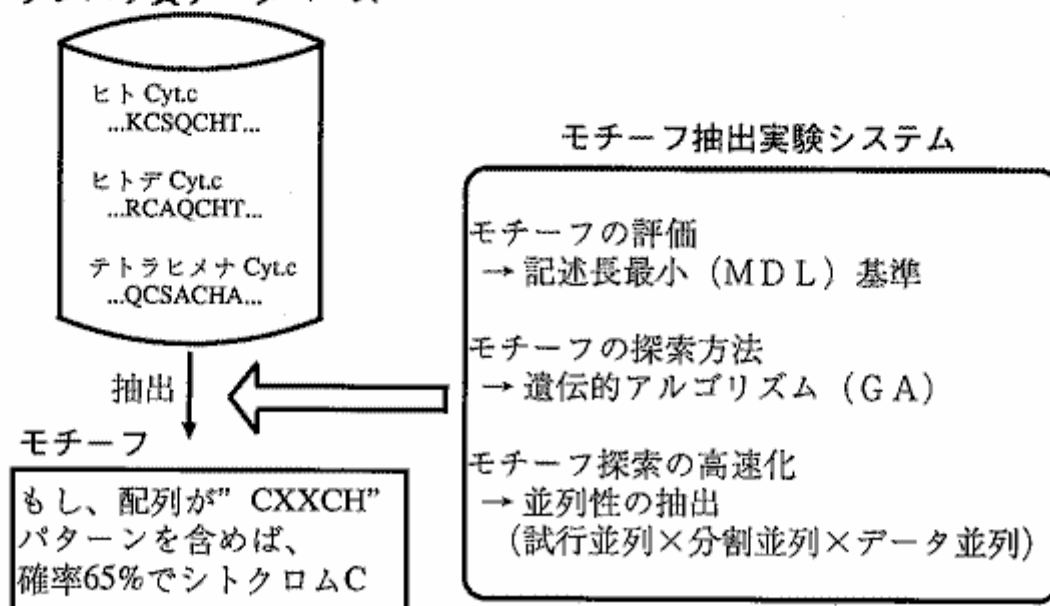 ヒト Cyt.c
...KCSQCHT...
ヒトデ Cyt.c
...RCAQCHT...
テトラヒメナ Cyt.c
...QCSACHA...
抽出
モチーフ
もし、配列が” CXXCH”
パターンを含めば、
確率65%でシトクロムC
モチーフ抽出実験システム
モチーフの評価
→ 記述長最小（ＭＤＬ）基準
モチーフの探索方法
→ 遺伝的アルゴリズム（ＧＡ）
モチーフ探索の高速化
→ 並列性の抽出
（試行並列×分割並列×データ並列）